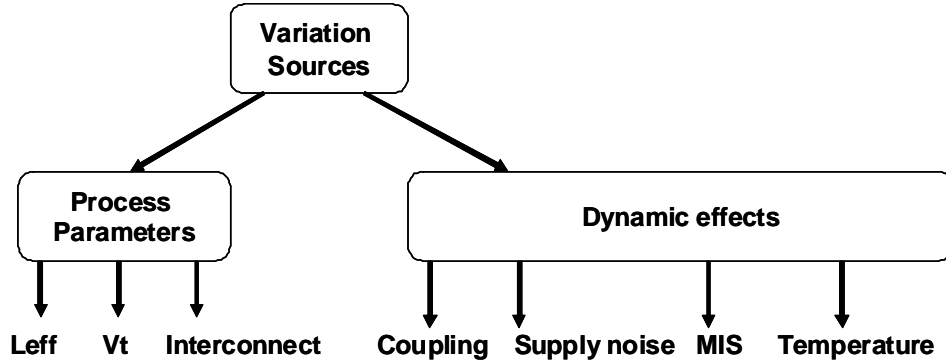 Variation
Sources
Process
Parameters
Dynamic effects
Leff Vt Interconnect Coupling Supply noise MIS Temperature